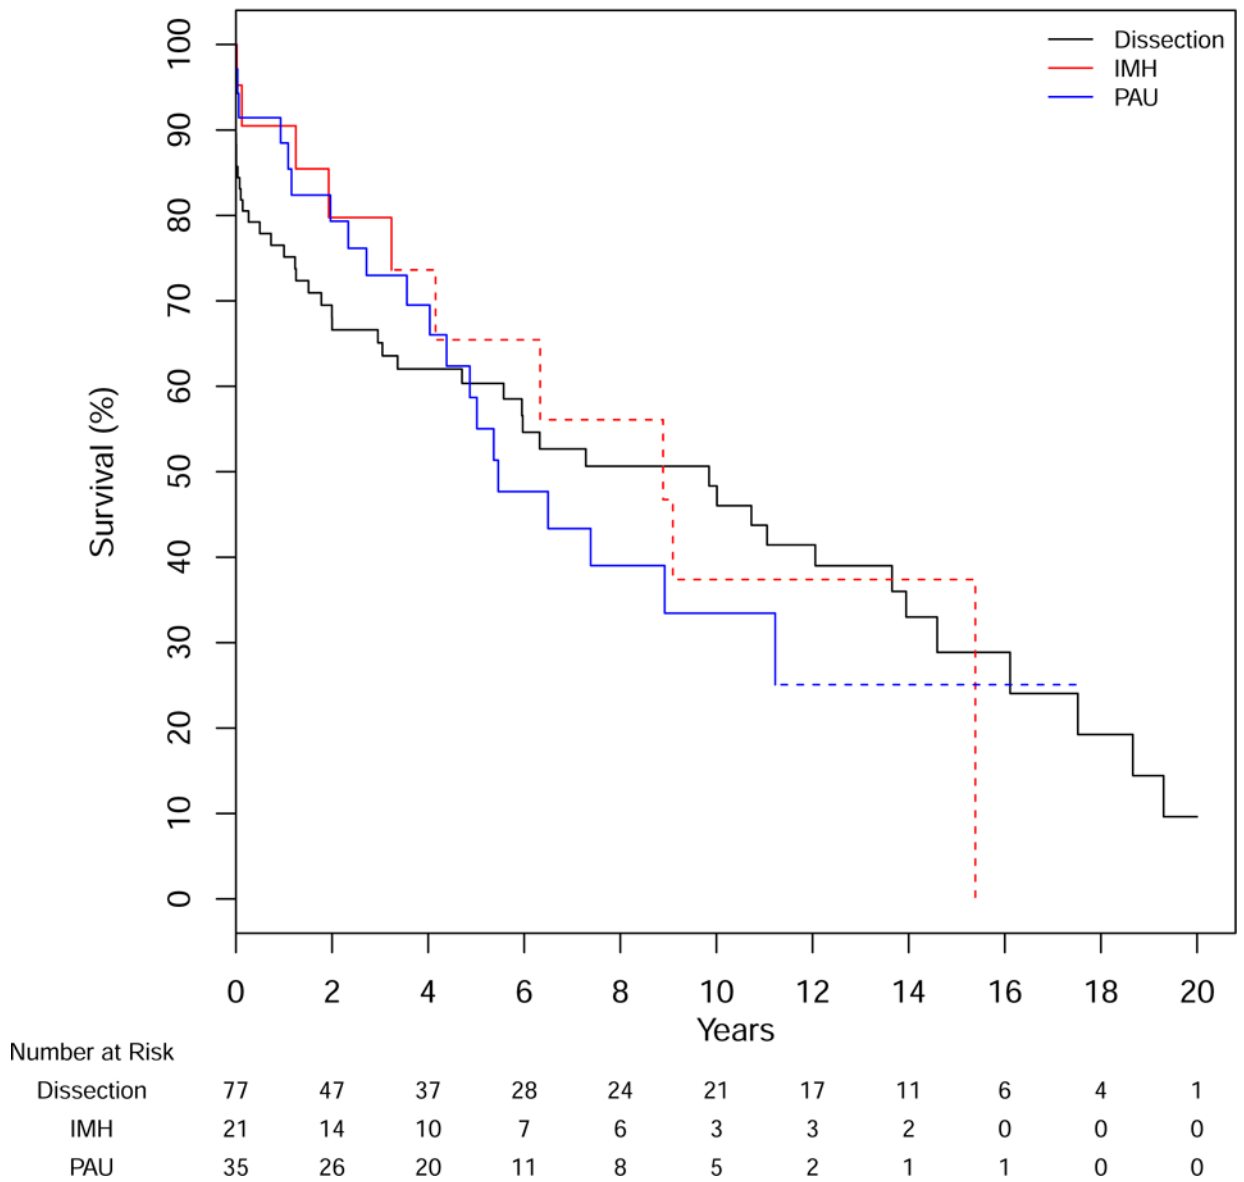 Dissection
IMH
PAU
Survival (%)
100
90
80
70
60
50
40
30
20
10
0
0 2 4 6 8 10 12 14 16 18 20
Years
Number at Risk
Dissection 77 47 37 28 24 21 17 11 6 4 1
IMH 21 14 10 7 6 3 3 2 0 0 0
PAU 35 26 20 11 8 5 2 1 1 0 0